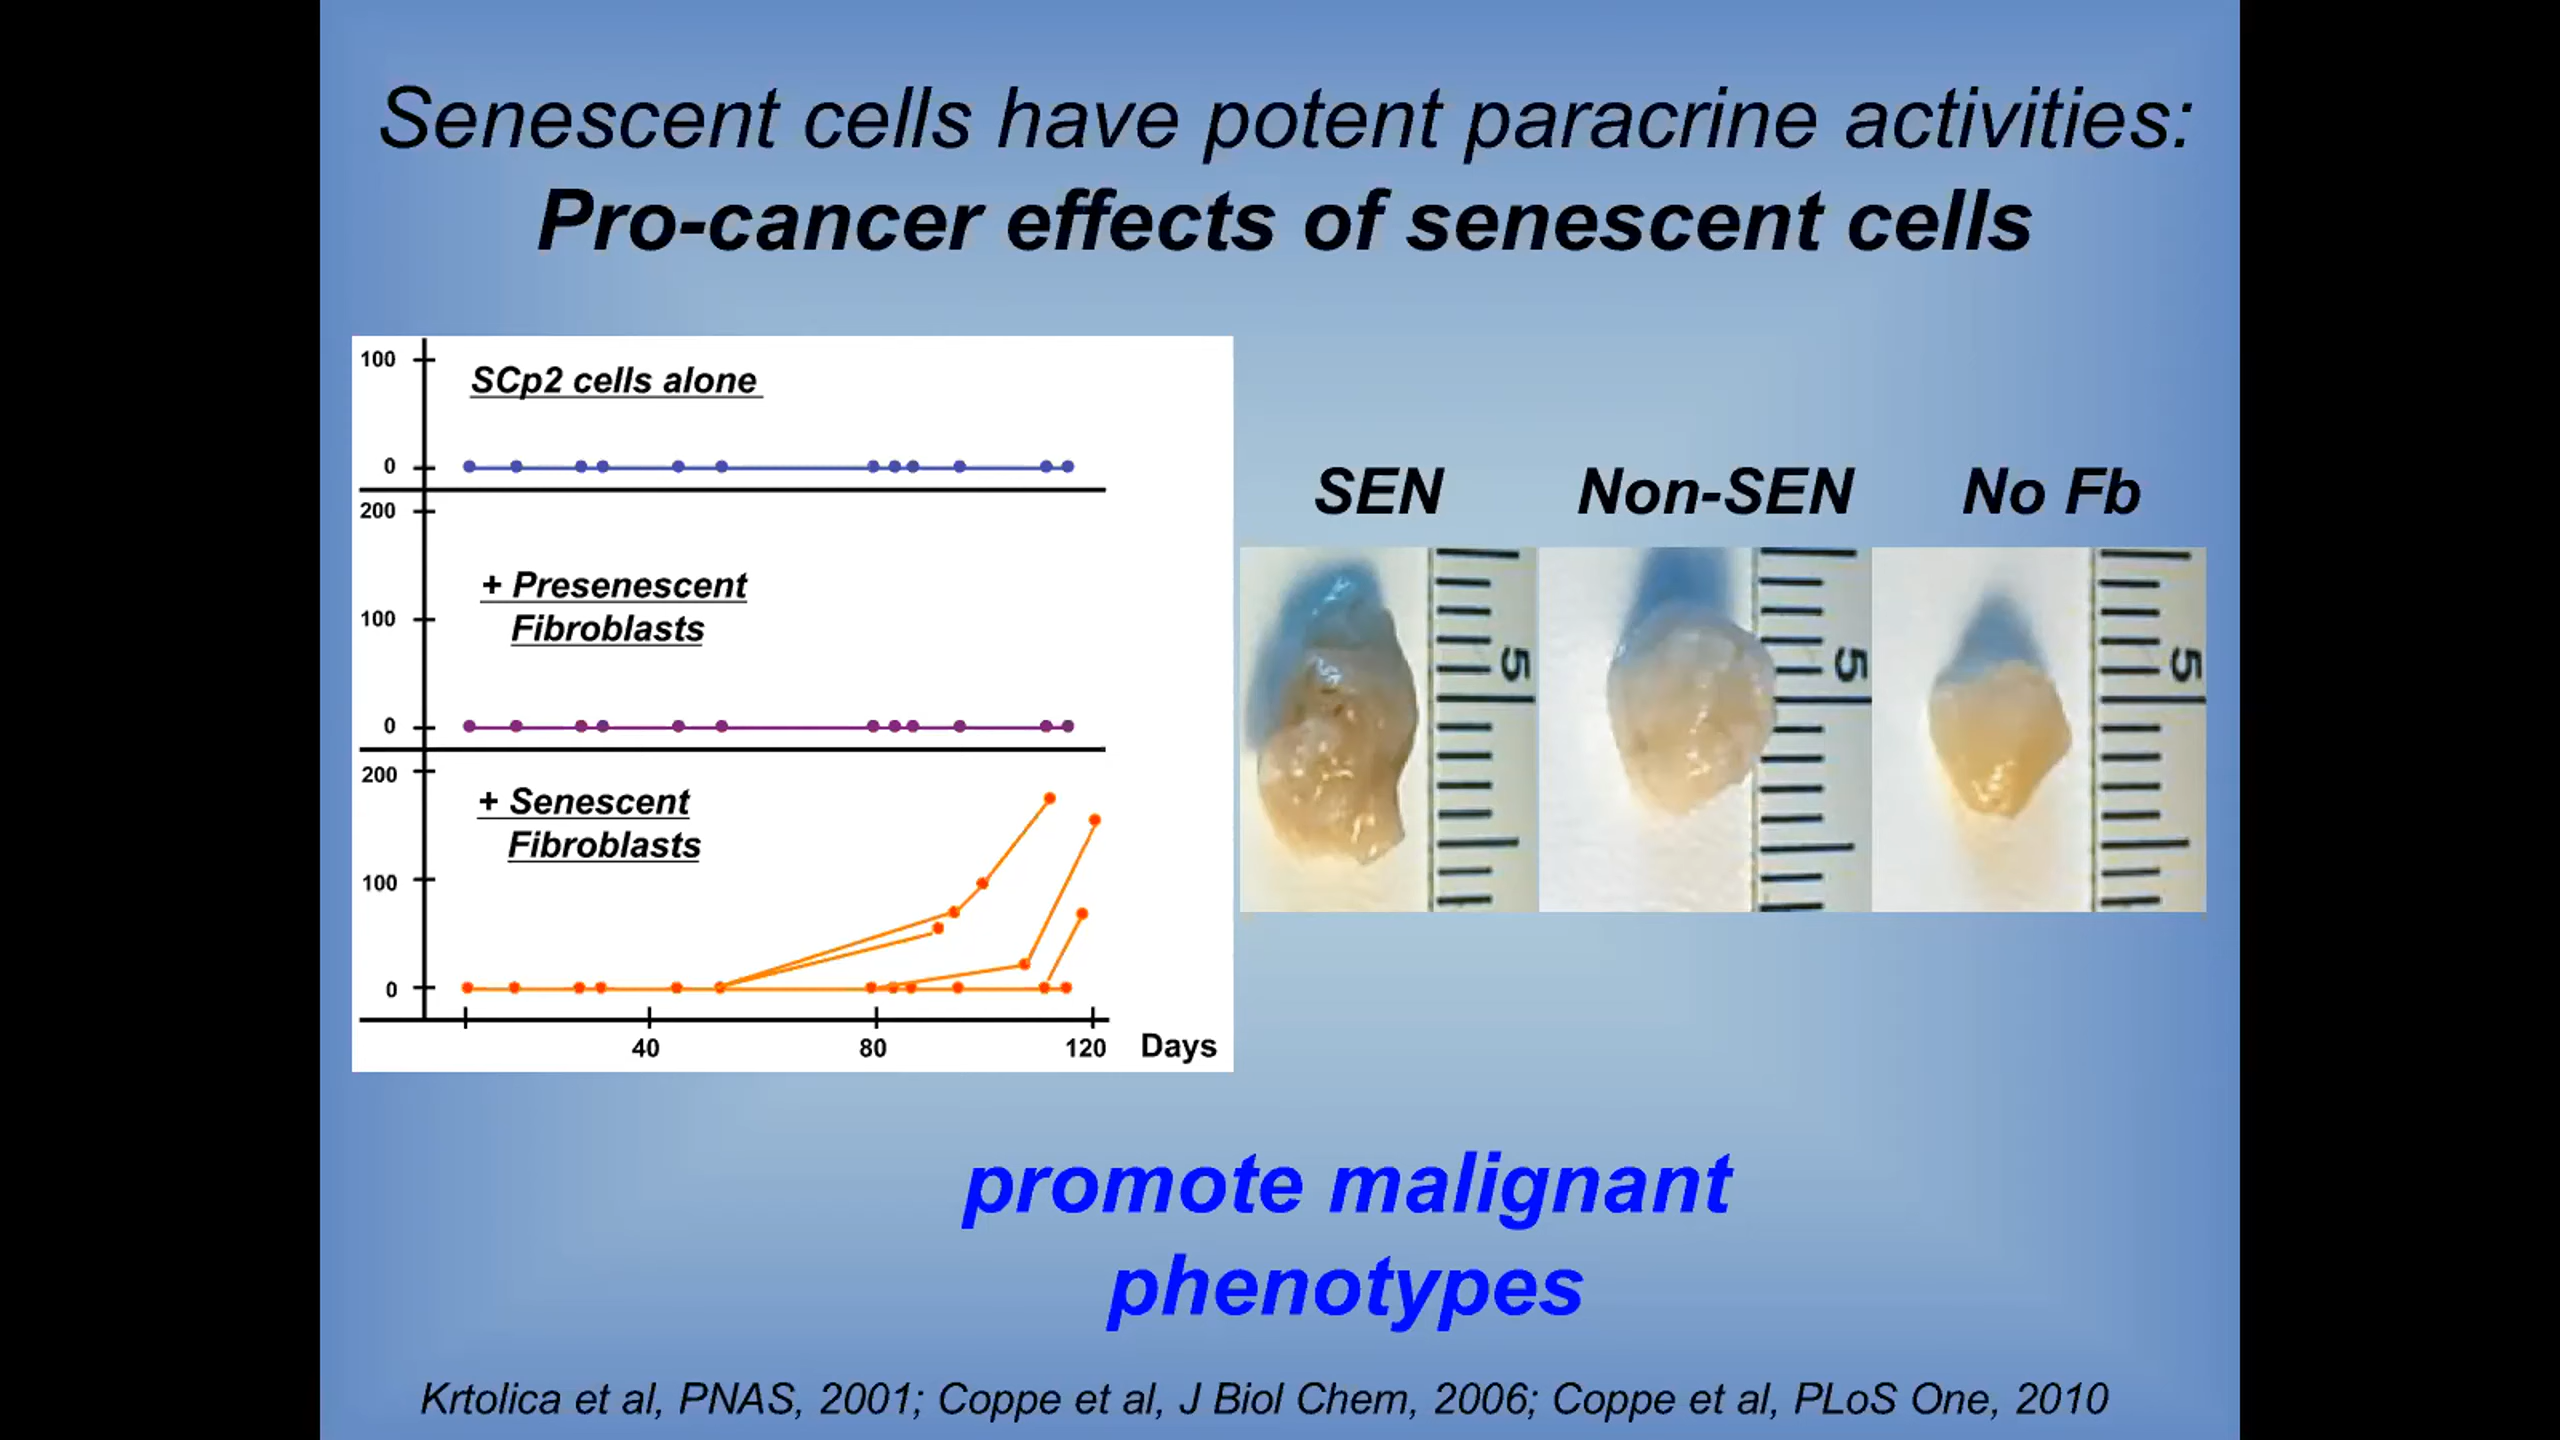 Senescent cells have potent paracrine activities:
Pro-cancer effects of senescent cells
100
SCp2 cells alone
0
200
+ Presenescent
Fibroblasts
100
0
200
+ Senescent
Fibroblasts
100
0
40
80
120
Days
SEN
Non-SEN
No Fb
5
5
5
promote malignant
phenotypes
Krtolica et al, PNAS, 2001; Coppe et al, J Biol Chem, 2006; Coppe et al, PLoS One, 2010